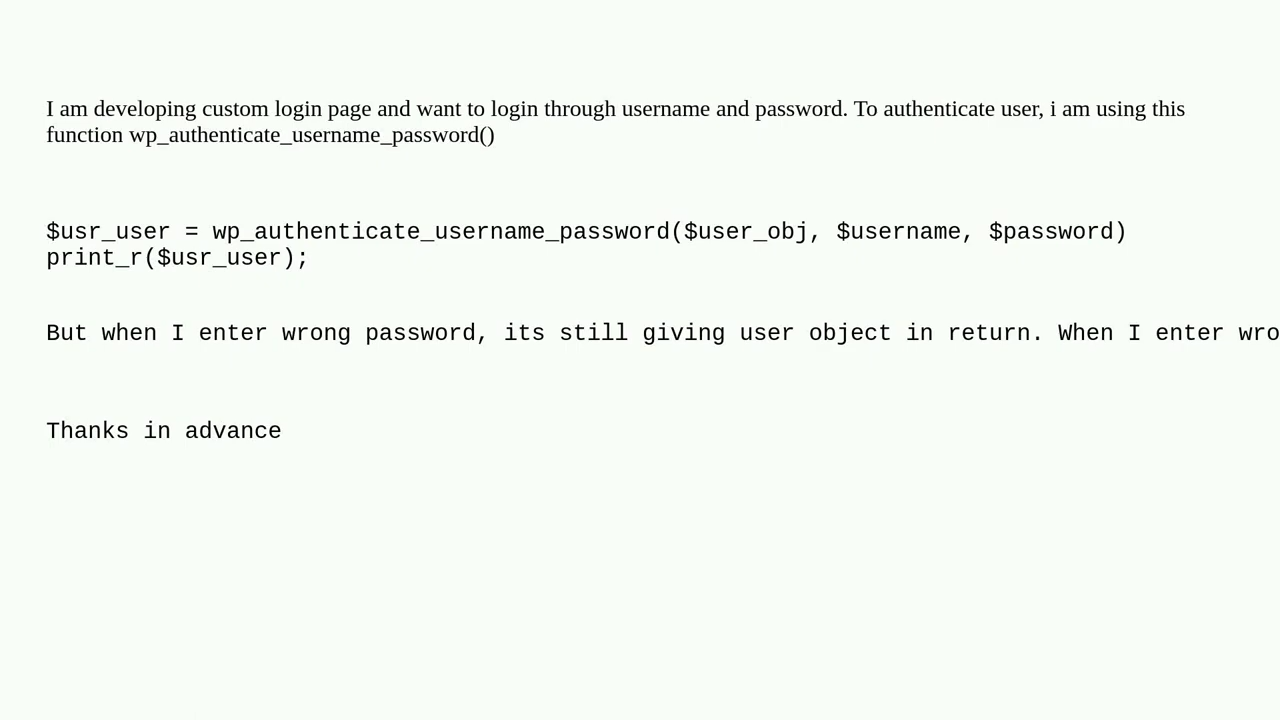 I am developing custom login page and want to login through username and password. To authenticate user, i am using this
function wp_authenticate_username_password()
$usr_user = wp_authenticate_username_password($user_obj, $username, $password)
print_r($usr_user);
But when I enter wrong password, its still giving user object in return. When I enter
Thanks in advance